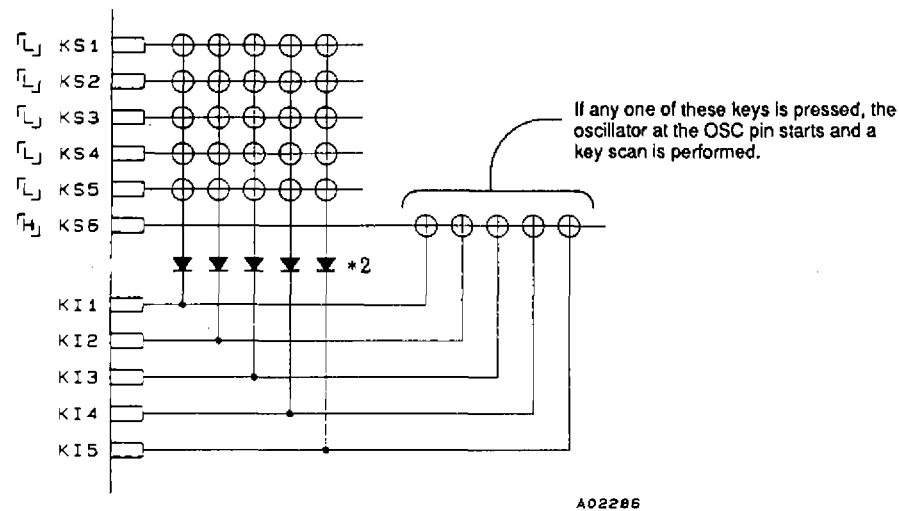 「L」 KS1
「L」 KS2
「L」 KS3
「L」 KS4
「L」 KS5
「H」 KS6
If any one of these keys is pressed, the
oscillator at the OSC pin starts and a
key scan is performed.
*2
KI1
KI2
KI3
KI4
KI5
A02286